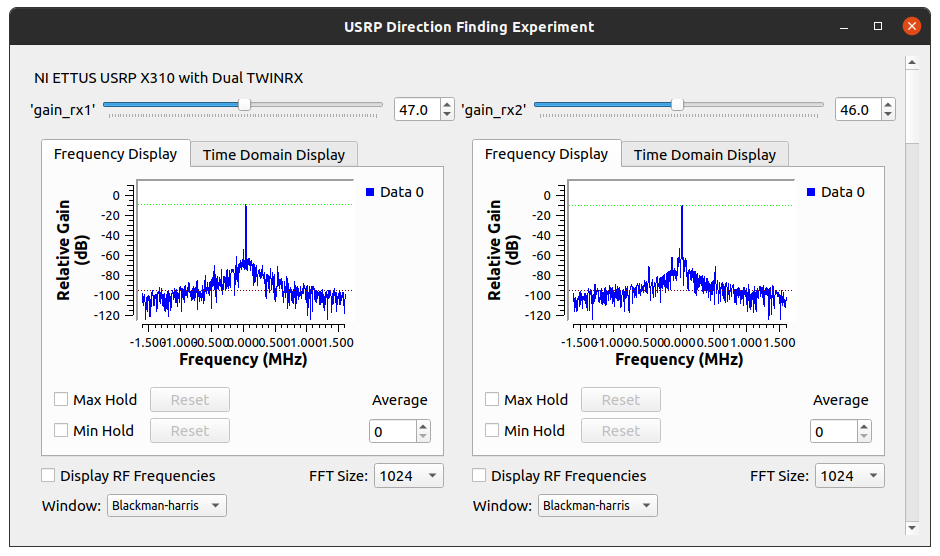 USRP Direction Finding Experiment
NI ETTUS USRP X310 with Dual TWINRX
'gain_rx1' 47.0 'gain_rx2' 46.0
Frequency Display Time Domain Display
0
-20
-40
-60
-80
-100
-120
Relative Gain
(dB)
Data 0
-1.500 -1.000 -0.500 0.000 0.500 1.000 1.500
Frequency (MHz)
Max Hold Reset Average
Min Hold Reset 0
Display RF Frequencies FFT Size: 1024
Window: Blackman-harris
Frequency Display Time Domain Display
0
-20
-40
-60
-80
-100
-120
Relative Gain
(dB)
Data 0
-1.500 -1.000 -0.500 0.000 0.500 1.000 1.500
Frequency (MHz)
Max Hold Reset Average
Min Hold Reset 0
Display RF Frequencies FFT Size: 1024
Window: Blackman-harris